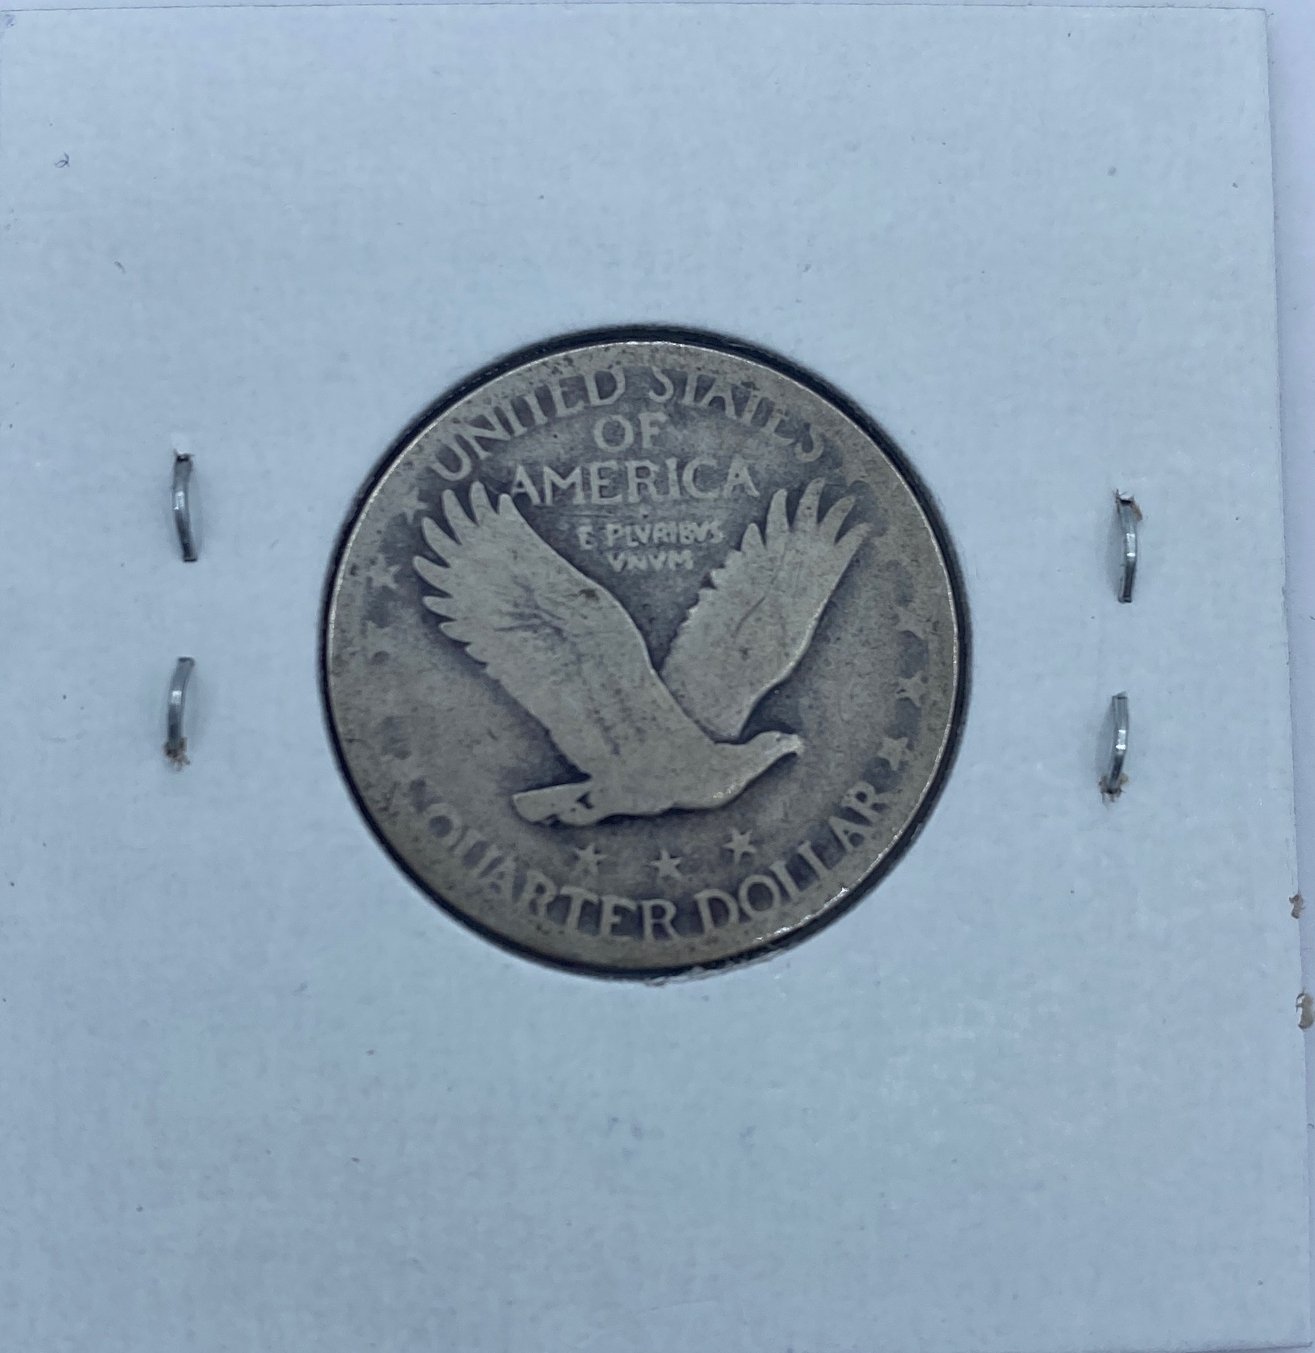 UNITED STATES
OF
AMERICA
E PLVRIBVS
VNVM
QUARTER DOLLAR